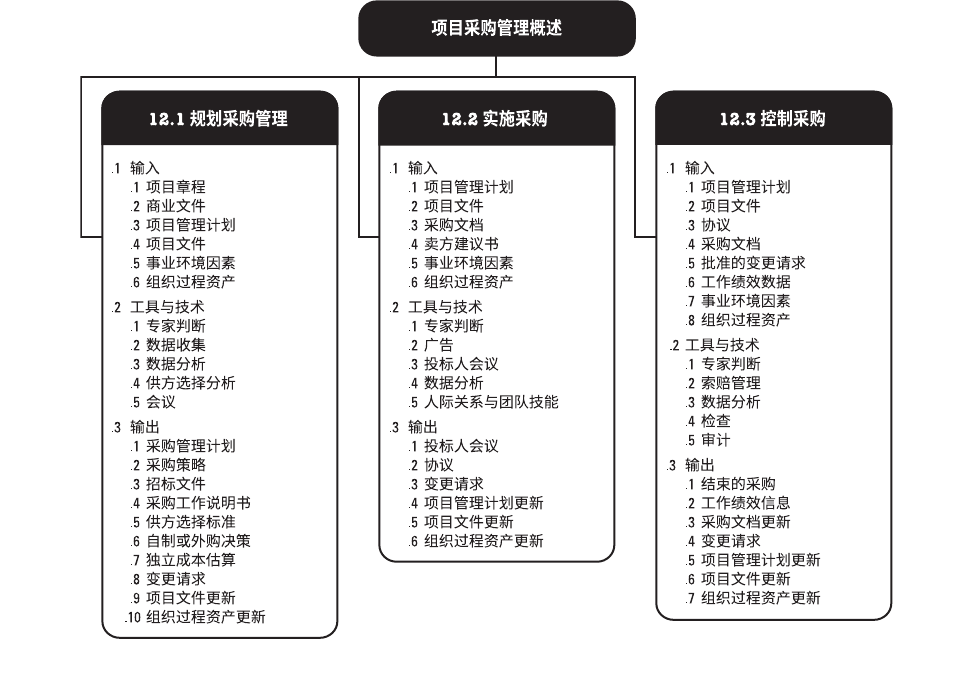 项目采购管理概述
12.1 规划采购管理
.1 输入
.1 项目章程
.2 商业文件
.3 项目管理计划
.4 项目文件
.5 事业环境因素
.6 组织过程资产
.2 工具与技术
.1 专家判断
.2 数据收集
.3 数据分析
.4 供方选择分析
.5 会议
.3 输出
.1 采购管理计划
.2 采购策略
.3 招标文件
.4 采购工作说明书
.5 供方选择标准
.6 自制或外购决策
.7 独立成本估算
.8 变更请求
.9 项目文件更新
.10 组织过程资产更新
12.2 实施采购
.1 输入
.1 项目管理计划
.2 项目文件
.3 采购文档
.4 卖方建议书
.5 事业环境因素
.6 组织过程资产
.2 工具与技术
.1 专家判断
.2 广告
.3 投标人会议
.4 数据分析
.5 人际关系与团队技能
.3 输出
.1 投标人会议
.2 协议
.3 变更请求
.4 项目管理计划更新
.5 项目文件更新
.6 组织过程资产更新
12.3 控制采购
.1 输入
.1 项目管理计划
.2 项目文件
.3 协议
.4 采购文档
.5 批准的变更请求
.6 工作绩效数据
.7 事业环境因素
.8 组织过程资产
.2 工具与技术
.1 专家判断
.2 索赔管理
.3 数据分析
.4 检查
.5 审计
.3 输出
.1 结束的采购
.2 工作绩效信息
.3 采购文档更新
.4 变更请求
.5 项目管理计划更新
.6 项目文件更新
.7 组织过程资产更新